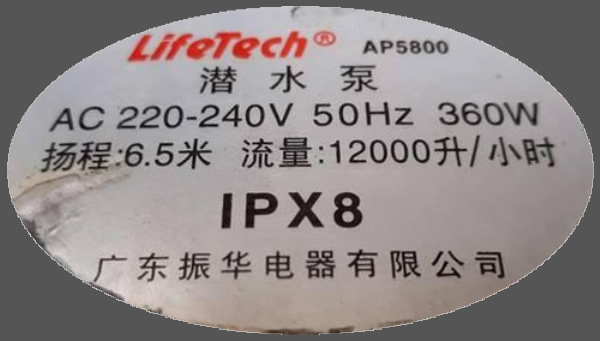 LifeTech® AP5800
潜水泵
AC 220-240V 50Hz 360W
扬程:6.5米 流量:12000升/小时
IPX8
广东振华电器有限公司